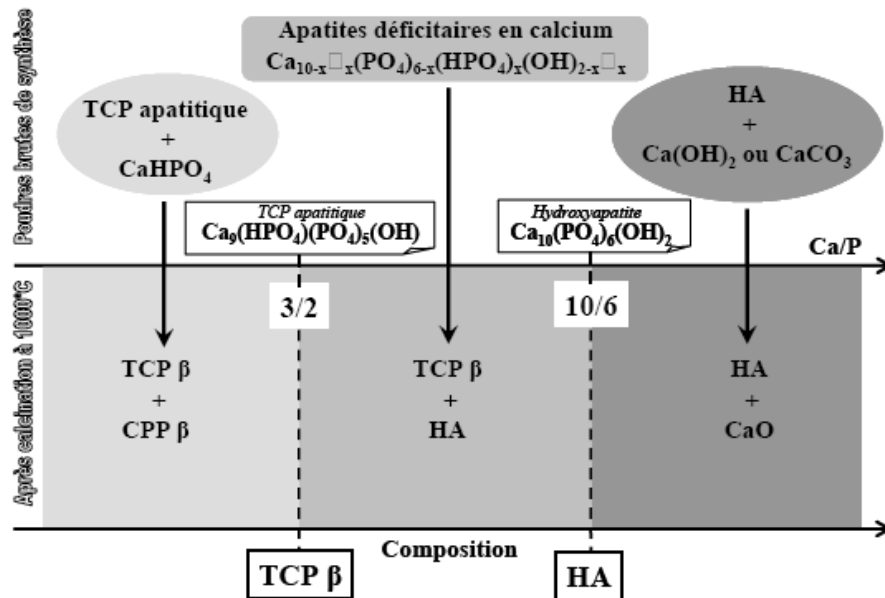 Poudres brutes de synthèse
Apatites déficitaires en calcium
Ca₁₀₋ₓ□ₓ(PO₄)₆₋ₓ(HPO₄)ₓ(OH)₂₋ₓ□ₓ
TCP apatitique
+
CaHPO₄
HA
+
Ca(OH)₂ ou CaCO₃
TCP apatitique
Ca₉(HPO₄)(PO₄)₅(OH)
Hydroxyapatite
Ca₁₀(PO₄)₆(OH)₂
Ca/P
Après calcination à 1000°C
3/2
10/6
TCP β
+
CPP β
TCP β
+
HA
HA
+
CaO
Composition
TCP β
HA